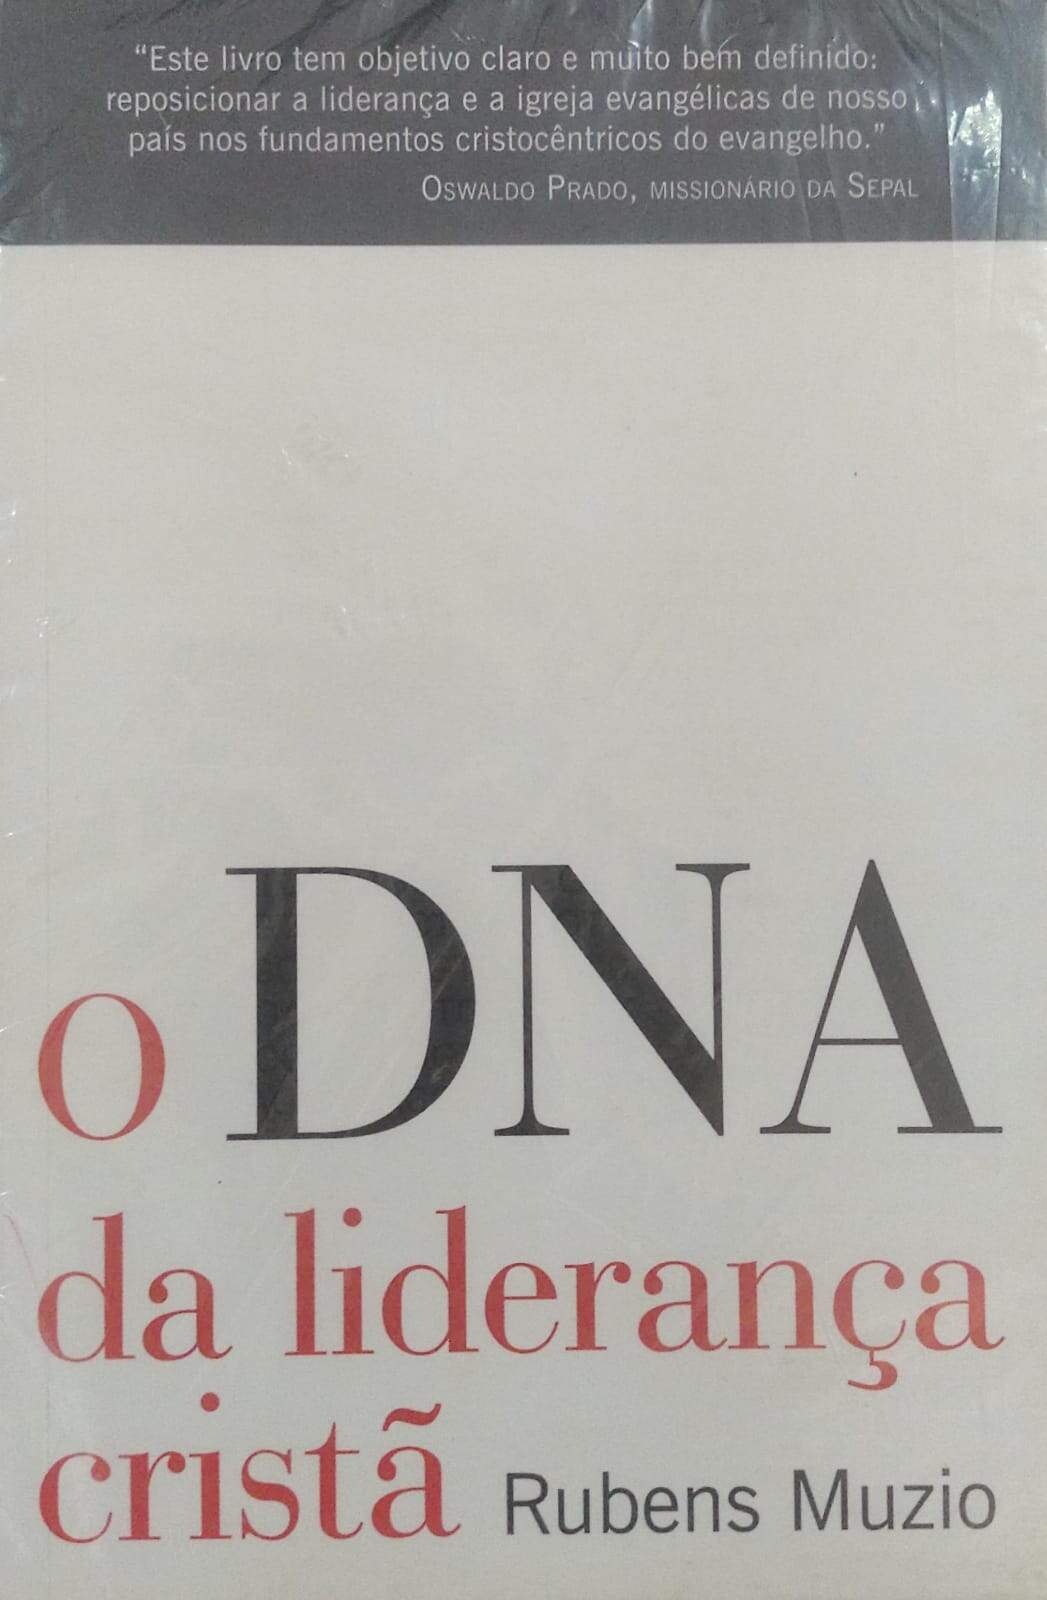 “Este livro tem objetivo claro e muito bem definido:
reposicionar a liderança e a igreja evangélicas de nosso
país nos fundamentos cristocêntricos do evangelho.”
OSWALDO PRADO, MISSIONÁRIO DA SEPAL
o DNA
da liderança
cristã Rubens Muzio